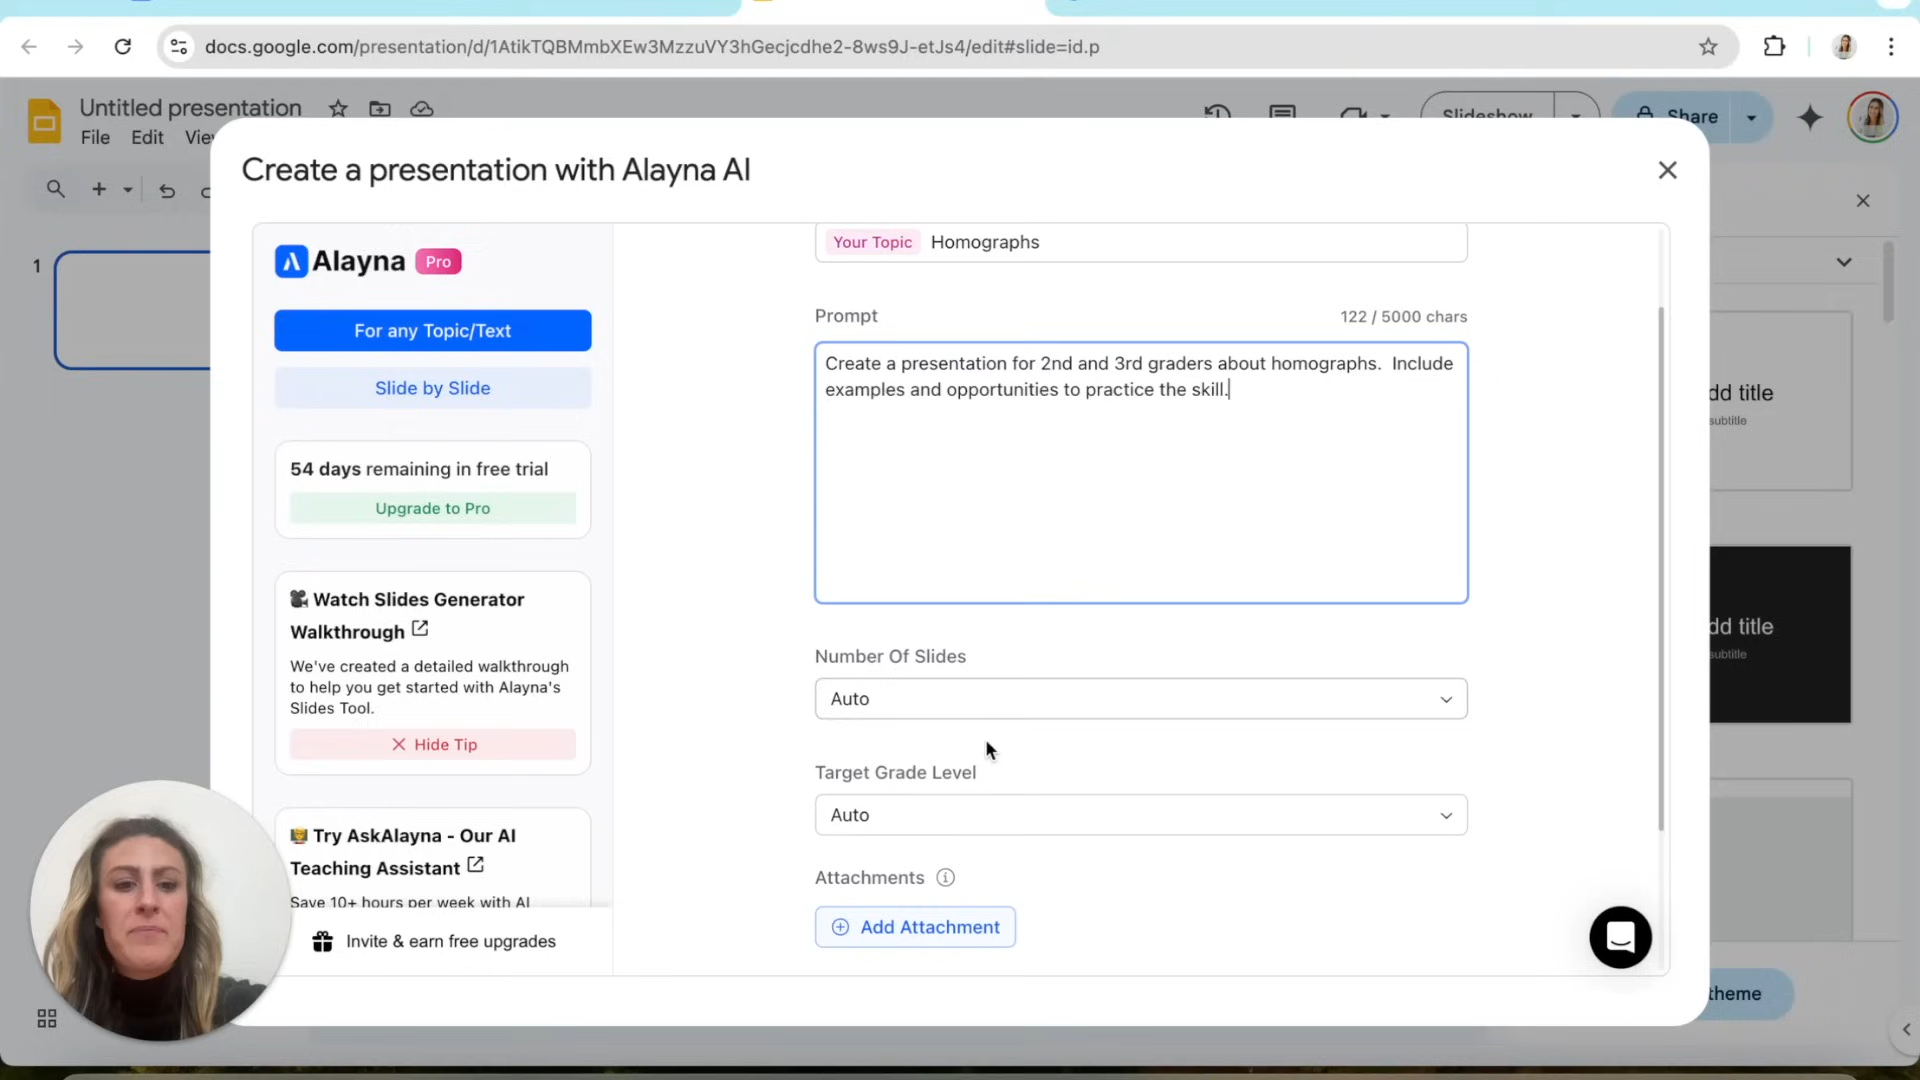 docs.google.com/presentation/d/1AtikTQBMmbXEw3MzzuVY3hGecjcdhe2-8ws9J-etJs4/edit#slide=id.p
Untitled presentation
File Edit
Slideshow
Share
Create a presentation with Alayna AI
1
Alayna Pro
For any Topic/Text
Slide by Slide
54 days remaining in free trial
Upgrade to Pro
Watch Slides Generator
Walkthrough
We've created a detailed walkthrough
to help you get started with Alayna's
Slides Tool.
Hide Tip
Try AskAlayna - Our AI
Teaching Assistant
Save 10+ hours per week with AI
Invite & earn free upgrades
Your Topic Homographs
Prompt 122 / 5000 chars
Create a presentation for 2nd and 3rd graders about homographs.  Include
examples and opportunities to practice the skill.
Number Of Slides
Auto
Target Grade Level
Auto
Attachments
Add Attachment
dd title
subtitle
dd title
subtitle
theme